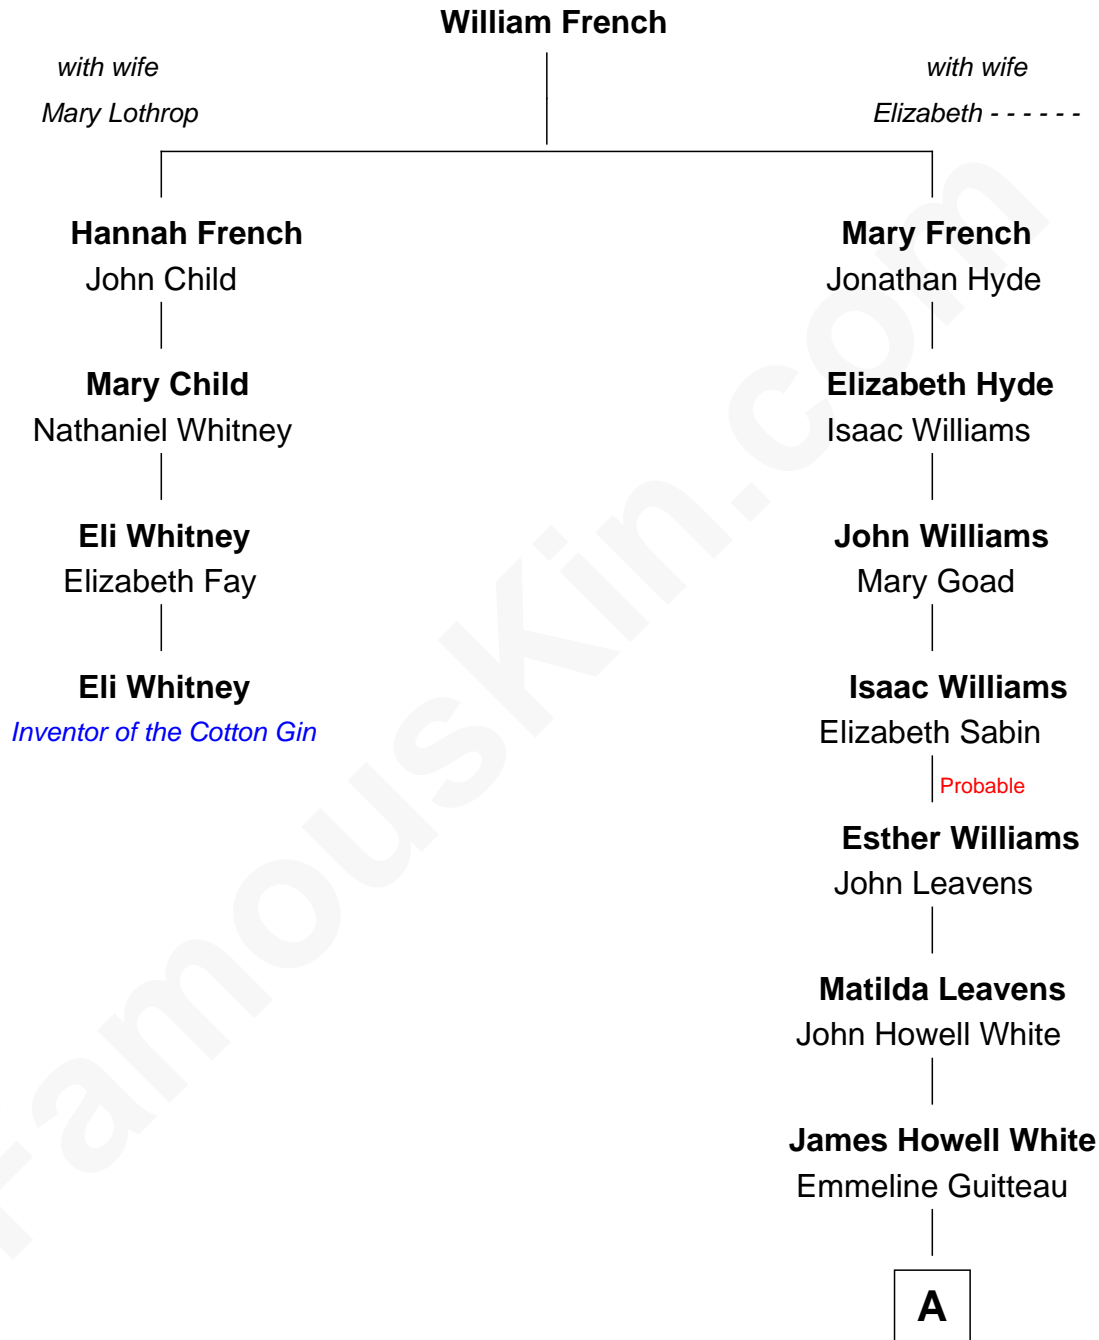 William French
with wife
Mary Lothrop
with wife
Elizabeth - - - - - -
Hannah French
John Child
Mary French
Jonathan Hyde
Mary Child
Nathaniel Whitney
Elizabeth Hyde
Isaac Williams
Eli Whitney
Elizabeth Fay
John Williams
Mary Goad
Eli Whitney
Inventor of the Cotton Gin
Isaac Williams
Elizabeth Sabin
Probable
Esther Williams
John Leavens
Matilda Leavens
John Howell White
James Howell White
Emmeline Guitteau
A
FamousKin.com